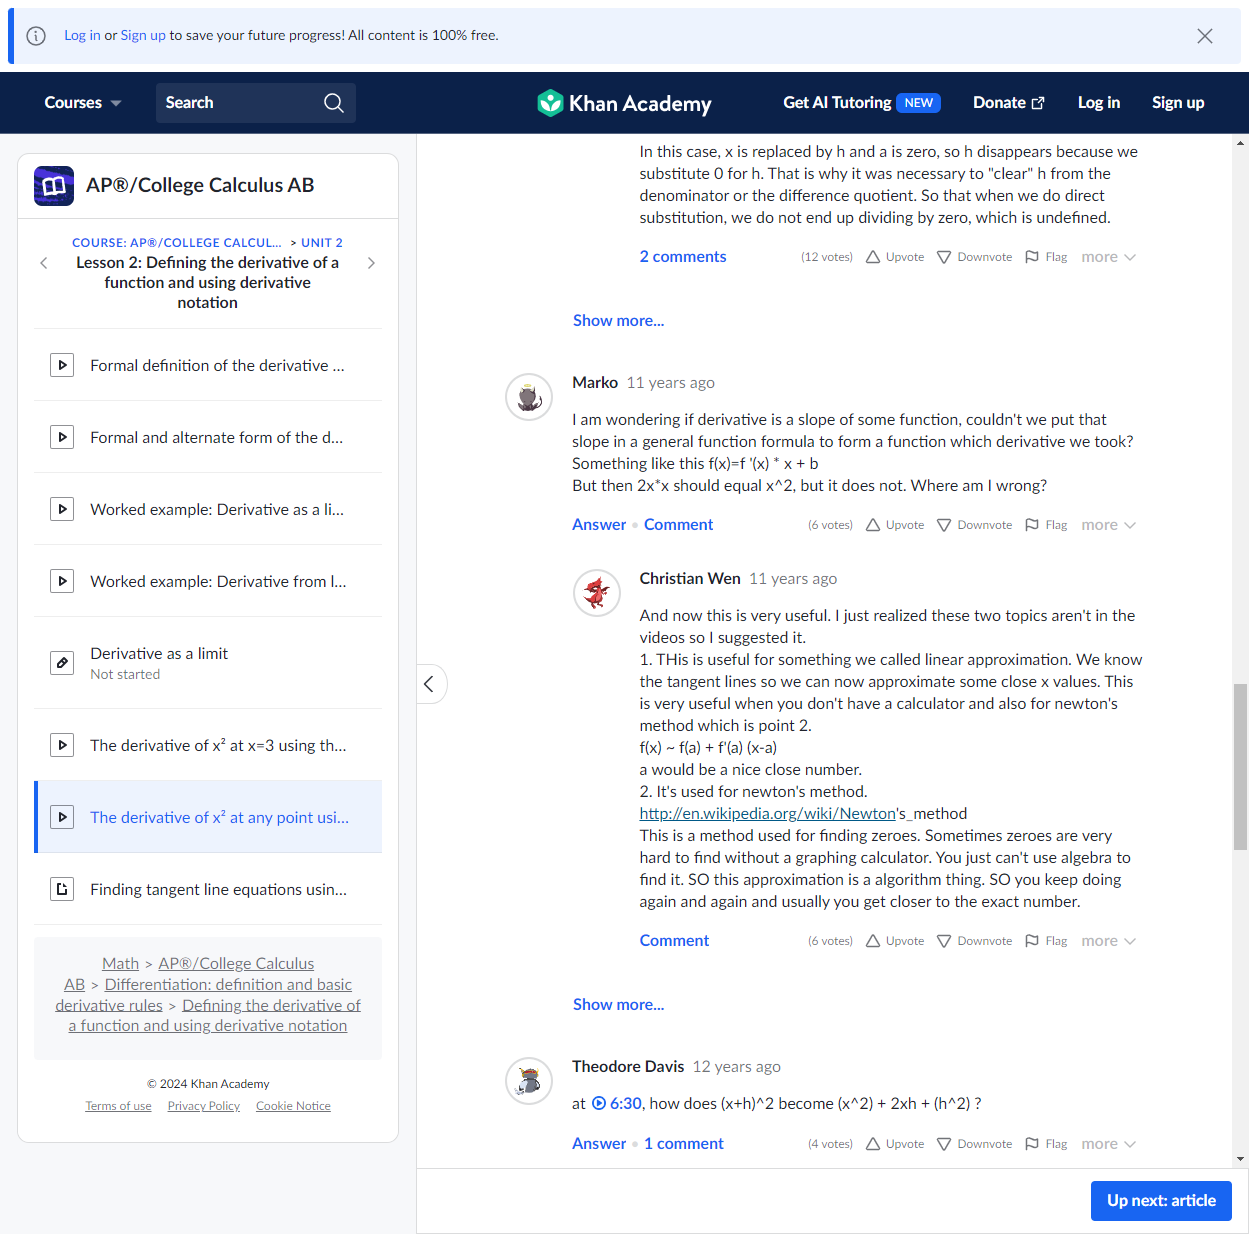 Log in or Sign up to save your future progress! All content is 100% free.
Courses
Search
Khan Academy
Get AI Tutoring NEW
Donate
Log in
Sign up
AP®/College Calculus AB
COURSE: AP®/COLLEGE CALCUL... > UNIT 2
Lesson 2: Defining the derivative of a
function and using derivative
notation
Formal definition of the derivative ...
Formal and alternate form of the d...
Worked example: Derivative as a li...
Worked example: Derivative from l...
Derivative as a limit
Not started
The derivative of x² at x=3 using th...
The derivative of x² at any point usi...
Finding tangent line equations usin...
Math > AP®/College Calculus
AB > Differentiation: definition and basic
derivative rules > Defining the derivative of
a function and using derivative notation
© 2024 Khan Academy
Terms of use Privacy Policy Cookie Notice
In this case, x is replaced by h and a is zero, so h disappears because we
substitute 0 for h. That is why it was necessary to "clear" h from the
denominator or the difference quotient. So that when we do direct
substitution, we do not end up dividing by zero, which is undefined.
2 comments (12 votes) Upvote Downvote Flag more
Show more...
Marko 11 years ago
I am wondering if derivative is a slope of some function, couldn't we put that
slope in a general function formula to form a function which derivative we took?
Something like this f(x)=f '(x) * x + b
But then 2x*x should equal x^2, but it does not. Where am I wrong?
Answer • Comment (6 votes) Upvote Downvote Flag more
Christian Wen 11 years ago
And now this is very useful. I just realized these two topics aren't in the
videos so I suggested it.
1. THis is useful for something we called linear approximation. We know
the tangent lines so we can now approximate some close x values. This
is very useful when you don't have a calculator and also for newton's
method which is point 2.
f(x) ~ f(a) + f'(a) (x-a)
a would be a nice close number.
2. It's used for newton's method.
http://en.wikipedia.org/wiki/Newton's_method
This is a method used for finding zeroes. Sometimes zeroes are very
hard to find without a graphing calculator. You just can't use algebra to
find it. SO this approximation is a algorithm thing. SO you keep doing
again and again and usually you get closer to the exact number.
Comment (6 votes) Upvote Downvote Flag more
Show more...
Theodore Davis 12 years ago
at 6:30, how does (x+h)^2 become (x^2) + 2xh + (h^2) ?
Answer • 1 comment (4 votes) Upvote Downvote Flag more
Up next: article